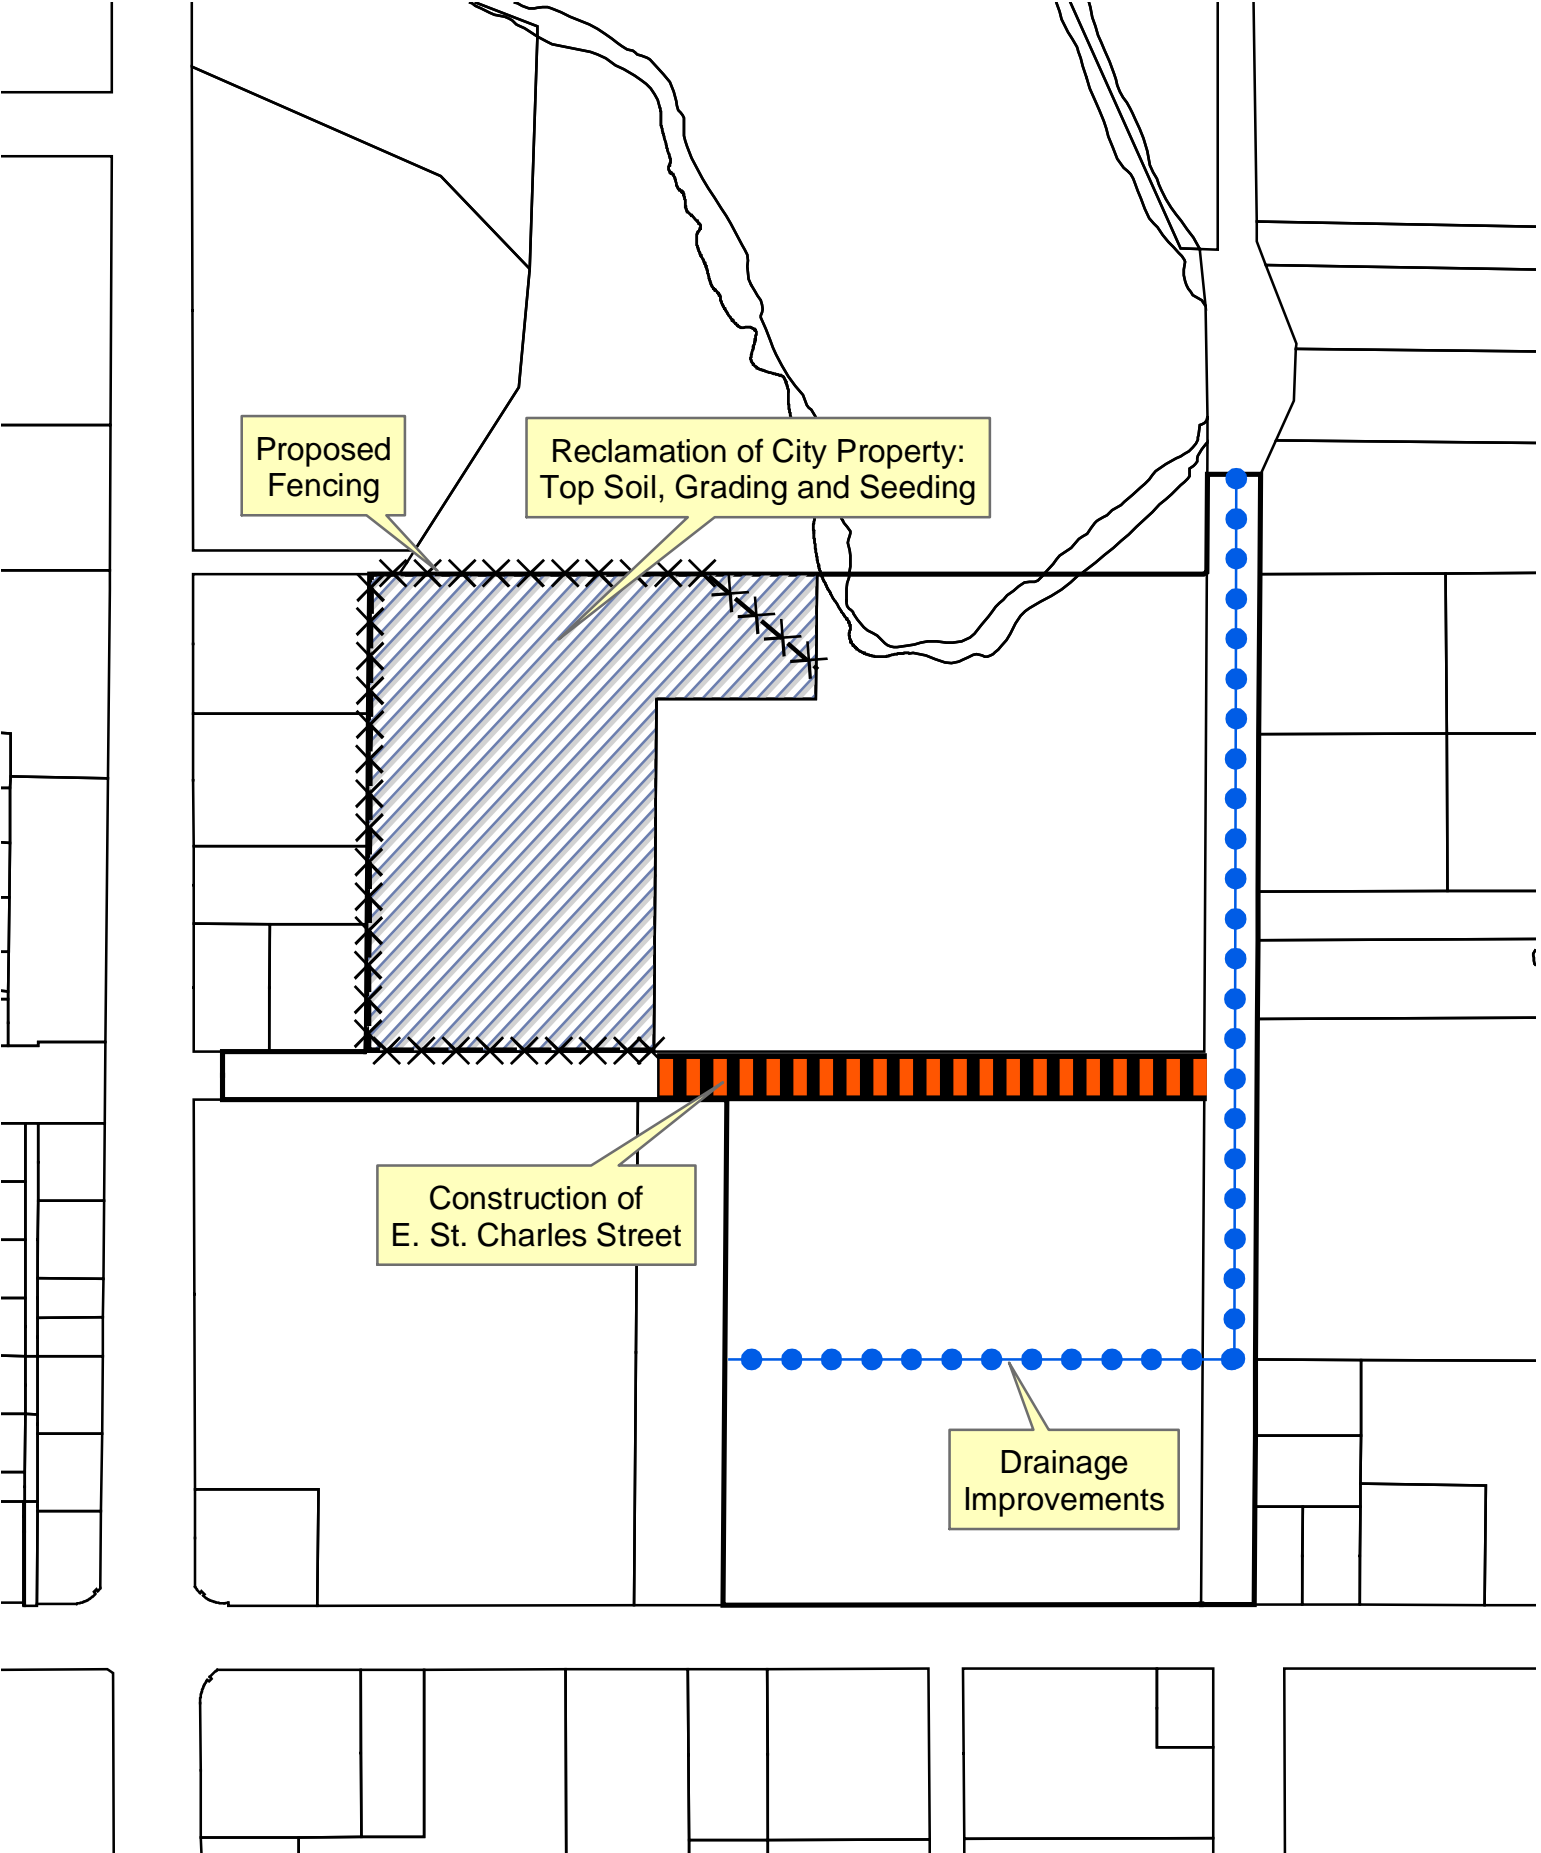 Proposed
Fencing
Reclamation of City Property:
Top Soil, Grading and Seeding
Construction of
E. St. Charles Street
Drainage
Improvements